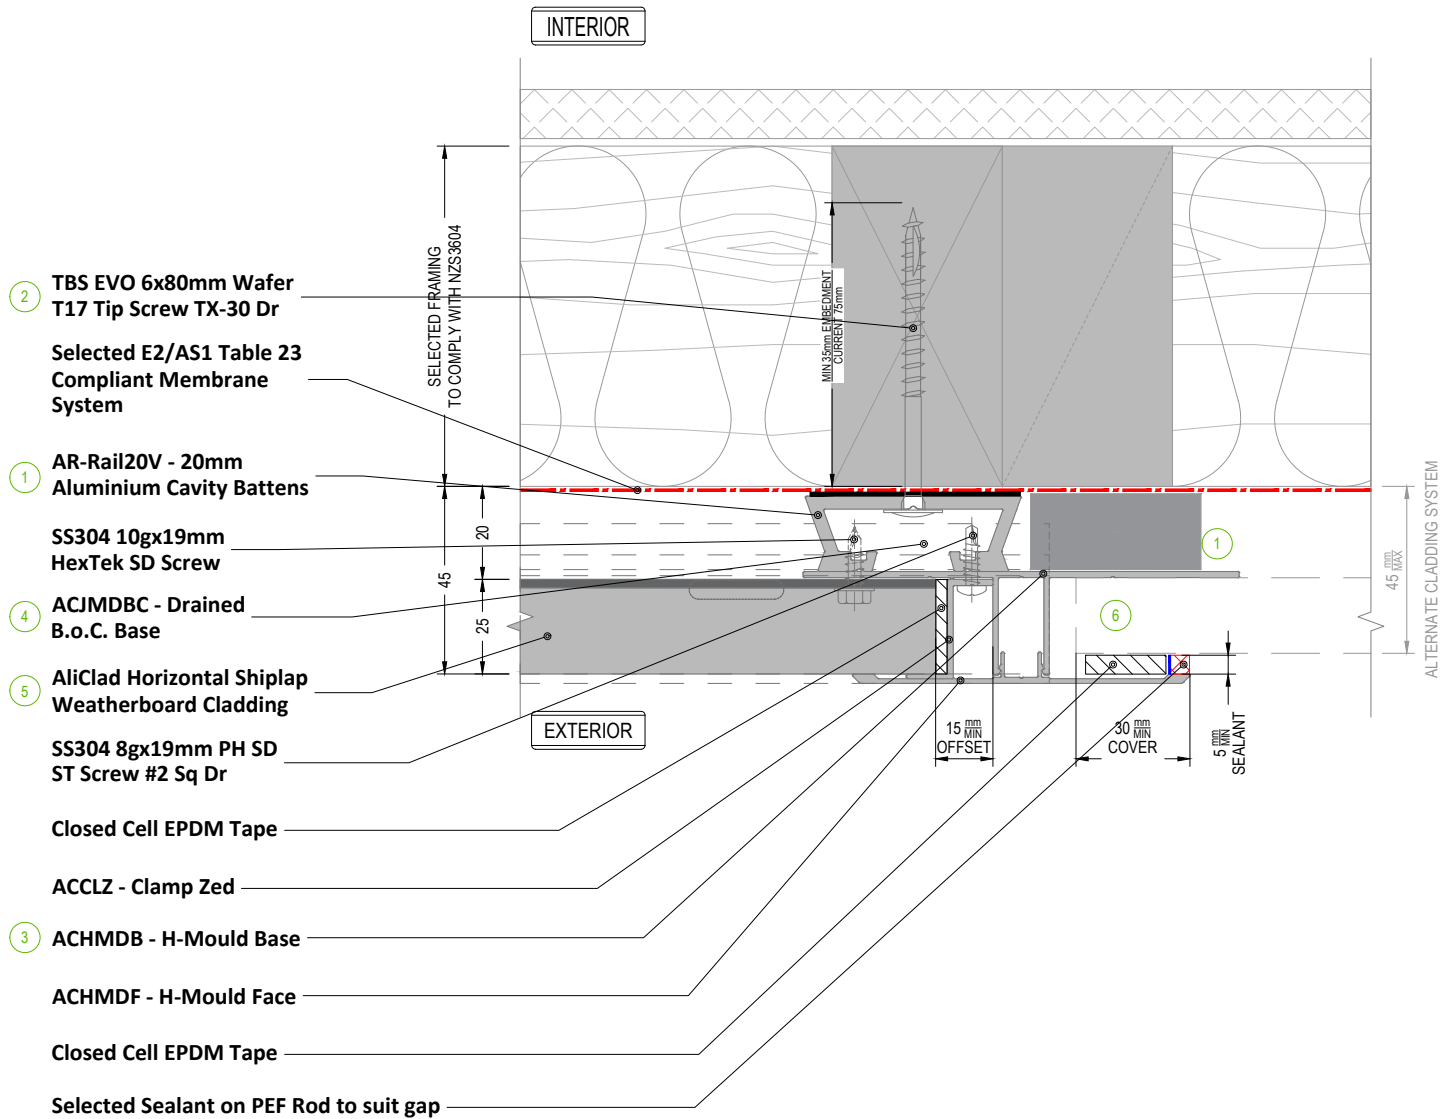 INTERIOR
2
TBS EVO 6x80mm Wafer
T17 Tip Screw TX-30 Dr
Selected E2/AS1 Table 23
Compliant Membrane
System
1
AR-Rail20V - 20mm
Aluminium Cavity Battens
SS304 10gx19mm
HexTek SD Screw
4
ACJMDBC - Drained
B.o.C. Base
5
AliClad Horizontal Shiplap
Weatherboard Cladding
SS304 8gx19mm PH SD
ST Screw #2 Sq Dr
Closed Cell EPDM Tape
ACCLZ - Clamp Zed
3
ACHMDB - H-Mould Base
ACHMDF - H-Mould Face
Closed Cell EPDM Tape
Selected Sealant on PEF Rod to suit gap
SELECTED FRAMING
TO COMPLY WITH NZS3604
45
20
25
MIN 35mm EMBEDMENT
CURRENT 75mm
1
6
EXTERIOR
15 mm MIN
OFFSET
30 mm MIN
COVER
5 mm MIN
SEALANT
45 mm MAX
ALTERNATE CLADDING SYSTEM